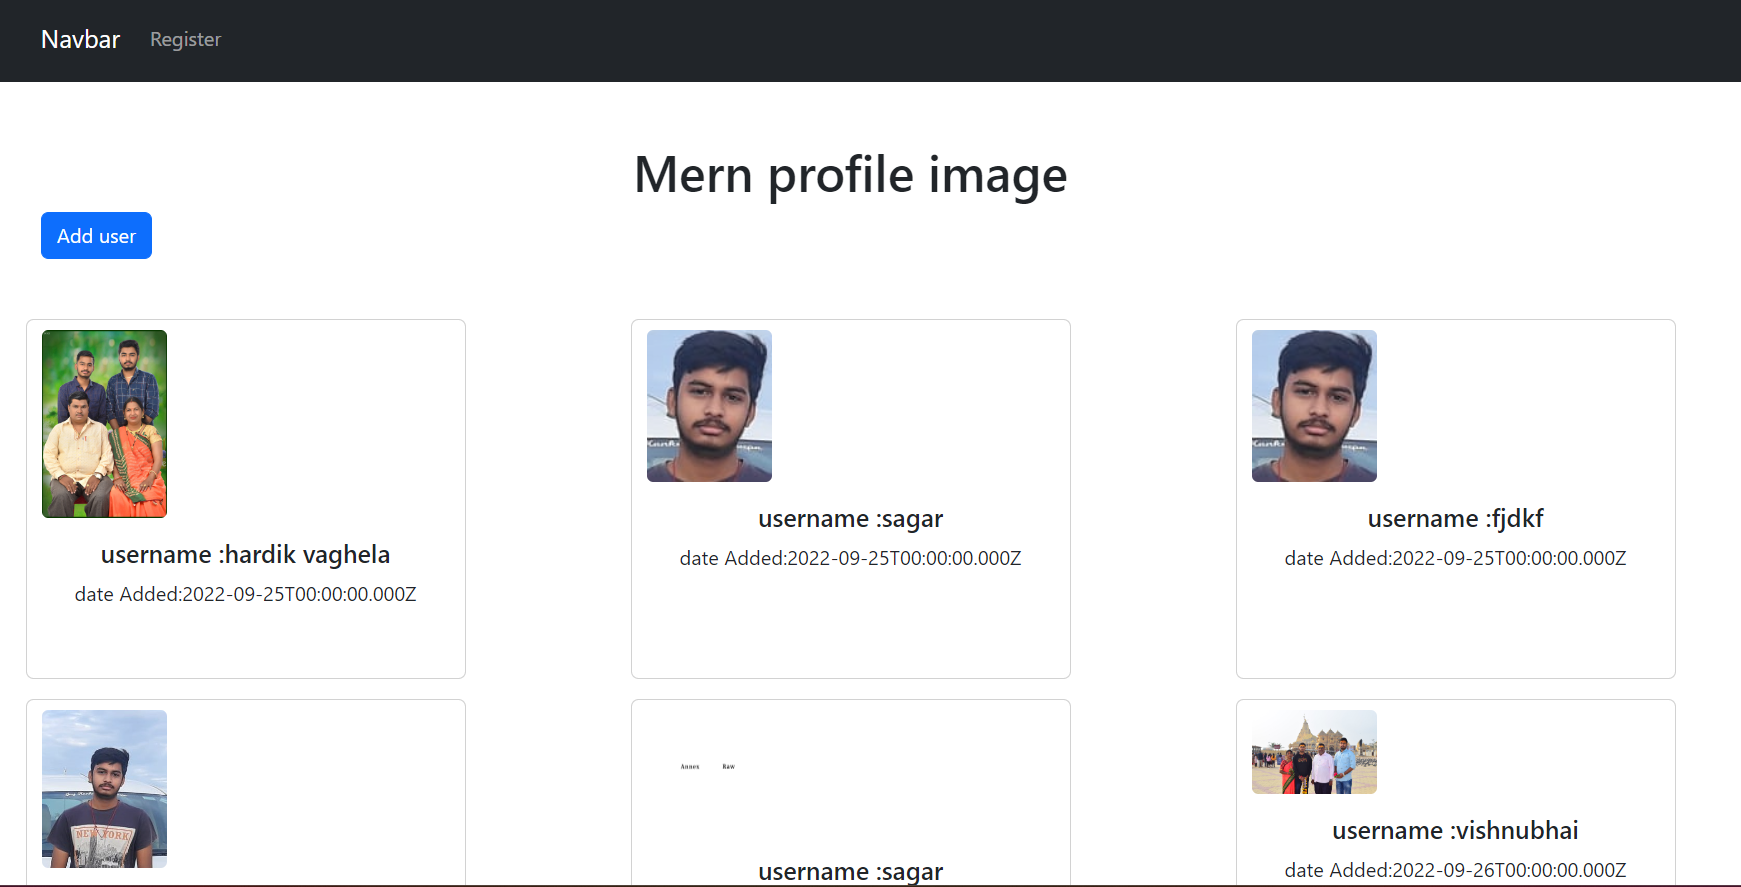 Navbar Register
Mern profile image
Add user
username :hardik vaghela
date Added:2022-09-25T00:00:00.000Z
username :sagar
date Added:2022-09-25T00:00:00.000Z
username :fjdkf
date Added:2022-09-25T00:00:00.000Z
NEW YORK
Annex Raw
username :sagar
username :vishnubhai
date Added:2022-09-26T00:00:00.000Z